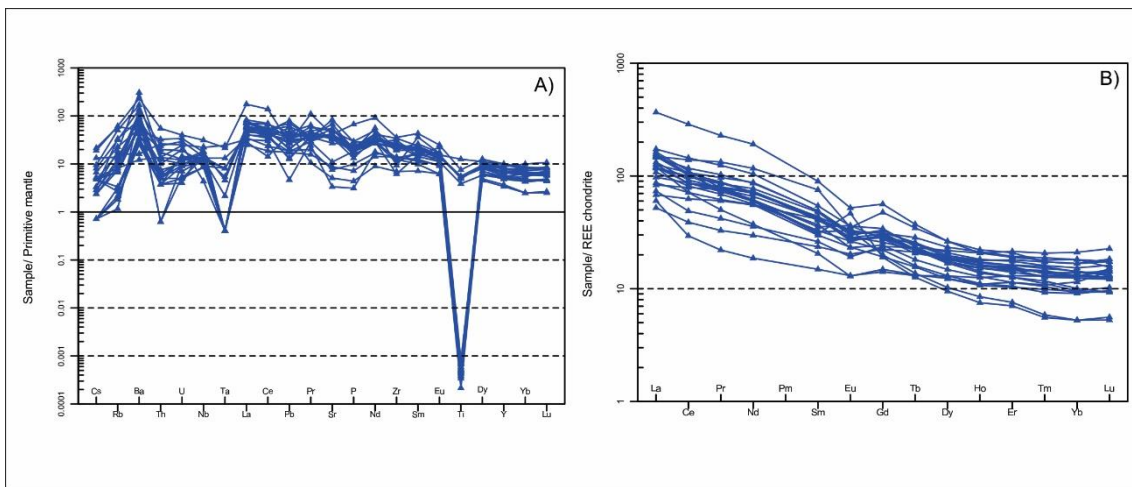 A)
Sample/ Primitive mantle
1000
100
10
1
0.1
0.01
0.001
0.0001
Cs Ba U Ta La Ce Pr P Zr Eu Dy Yb
Rb Th Nb Pb Sr Nd Sm Ti Y Lu
B)
Sample/ REE chondrite
1000
100
10
1
La Pr Pm Eu Tb Ho Tm Lu
Ce Nd Sm Gd Dy Er Yb